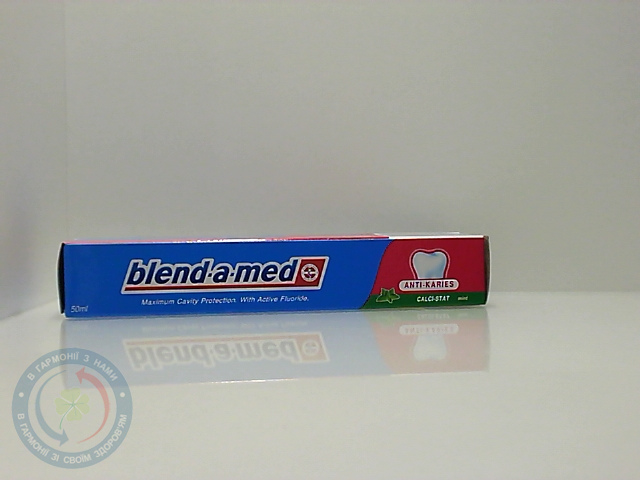 blend-a-med
Maximum Cavity Protection. With Active Fluoride.
50ml
ANTI-KARIES
CALCI-STAT mint
В ГАРМОНІЇ З НАМИ
В ГАРМОНІЇ ЗІ СВОЇМ ЗДОРОВ'ЯМ